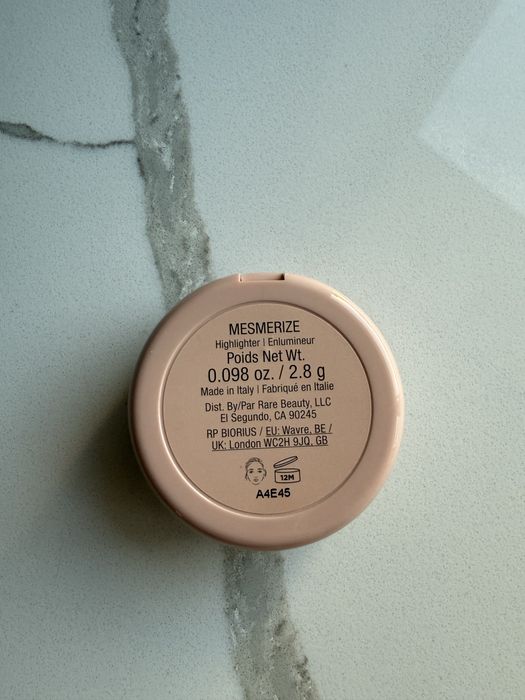 MESMERIZE
Highlighter | Enlumineur
Poids Net Wt.
0.098 oz. / 2.8 g
Made in Italy | Fabriqué en Italie
Dist. By/Par Rare Beauty, LLC
El Segundo, CA 90245
RP BIORIUS / EU: Wavre, BE /
UK: London WC2H 9JQ, GB
12M
A4E45